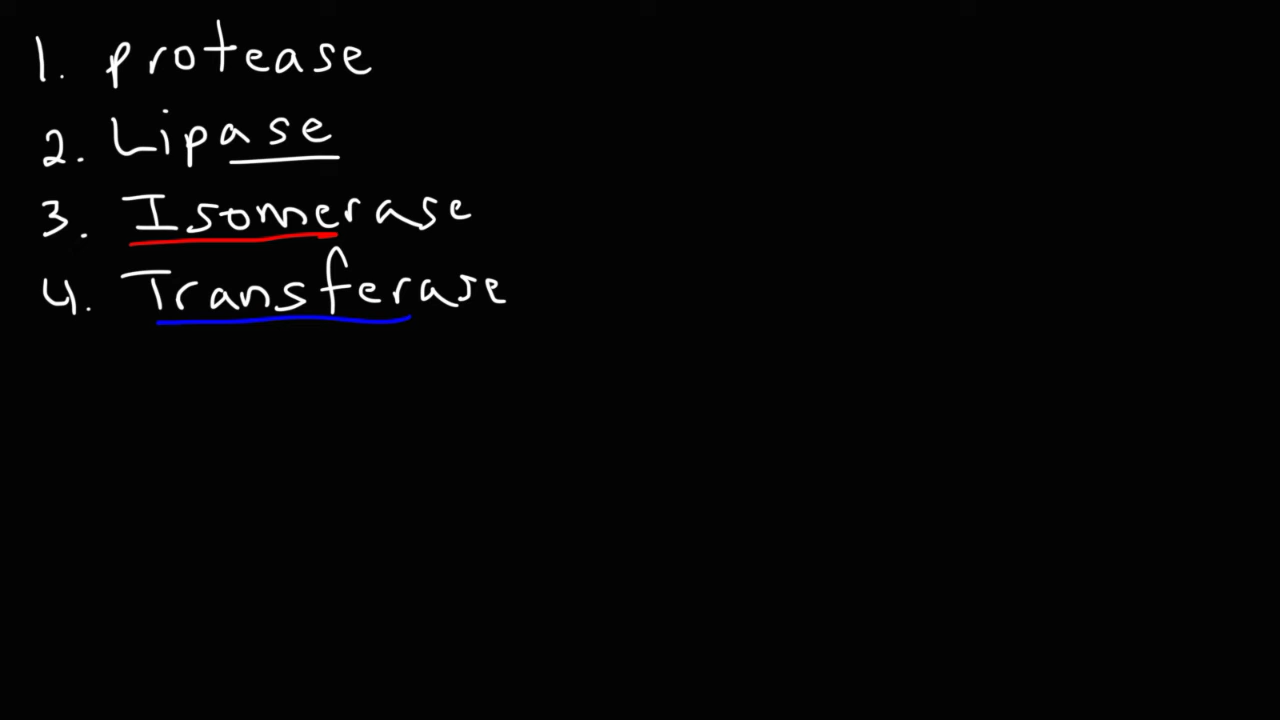 1. protease
2. Lipase
3. Isomerase
4. Transferase